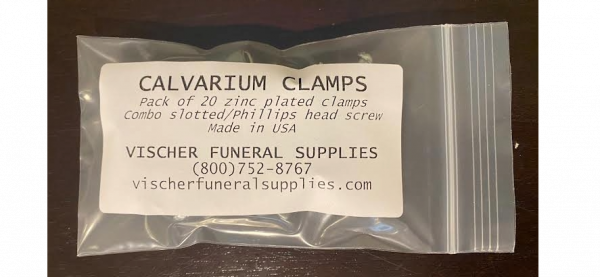 CALVARIUM CLAMPS
Pack of 20 zinc plated clamps
Combo slotted/Phillips head screw
Made in USA
VISCHER FUNERAL SUPPLIES
(800)752-8767
vischerfuneralsupplies.com